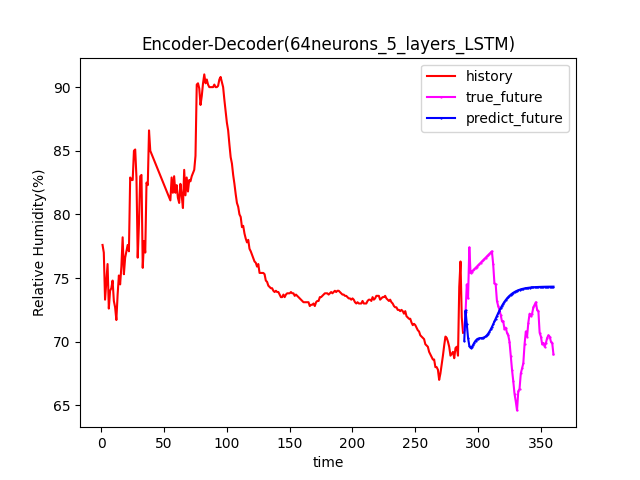 Encoder-Decoder(64neurons_5_layers_LSTM)
history
true_future
predict_future
Relative Humidity(%)
90
85
80
75
70
65
0 50 100 150 200 250 300 350
time